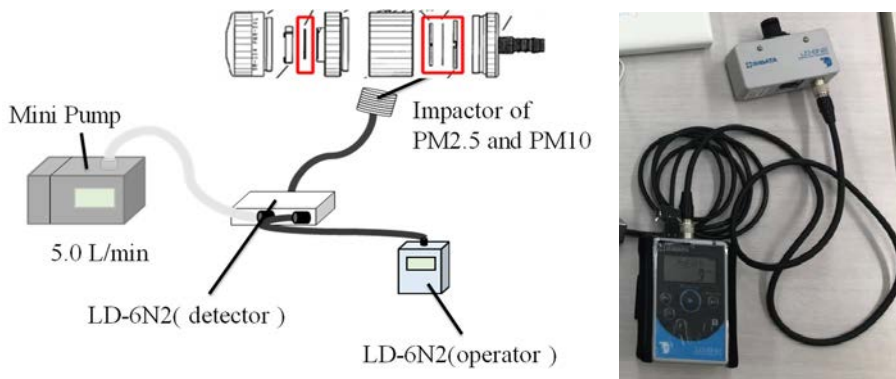 Mini Pump
Impactor of
PM2.5 and PM10
5.0 L/min
LD-6N2( detector )
LD-6N2(operator )
SIBATA